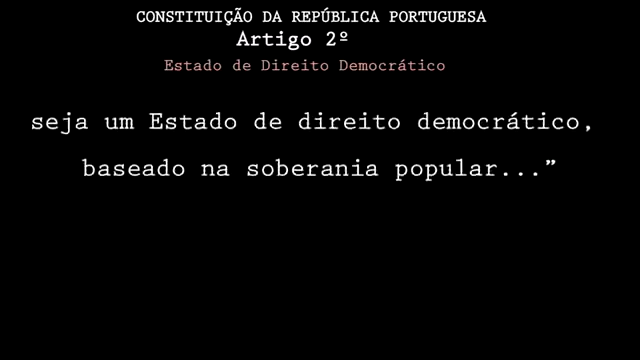 CONSTITUIÇÃO DA REPÚBLICA PORTUGUESA
Artigo 2º
Estado de Direito Democrático
seja um Estado de direito democrático,
baseado na soberania popular...”